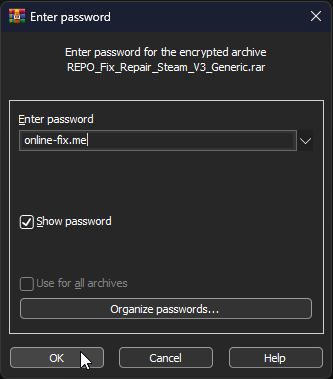 Enter password
Enter password for the encrypted archive
REPO_Fix_Repair_Steam_V3_Generic.rar
Enter password
online-fix.me
Show password
Use for all archives
Organize passwords...
OK
Cancel
Help